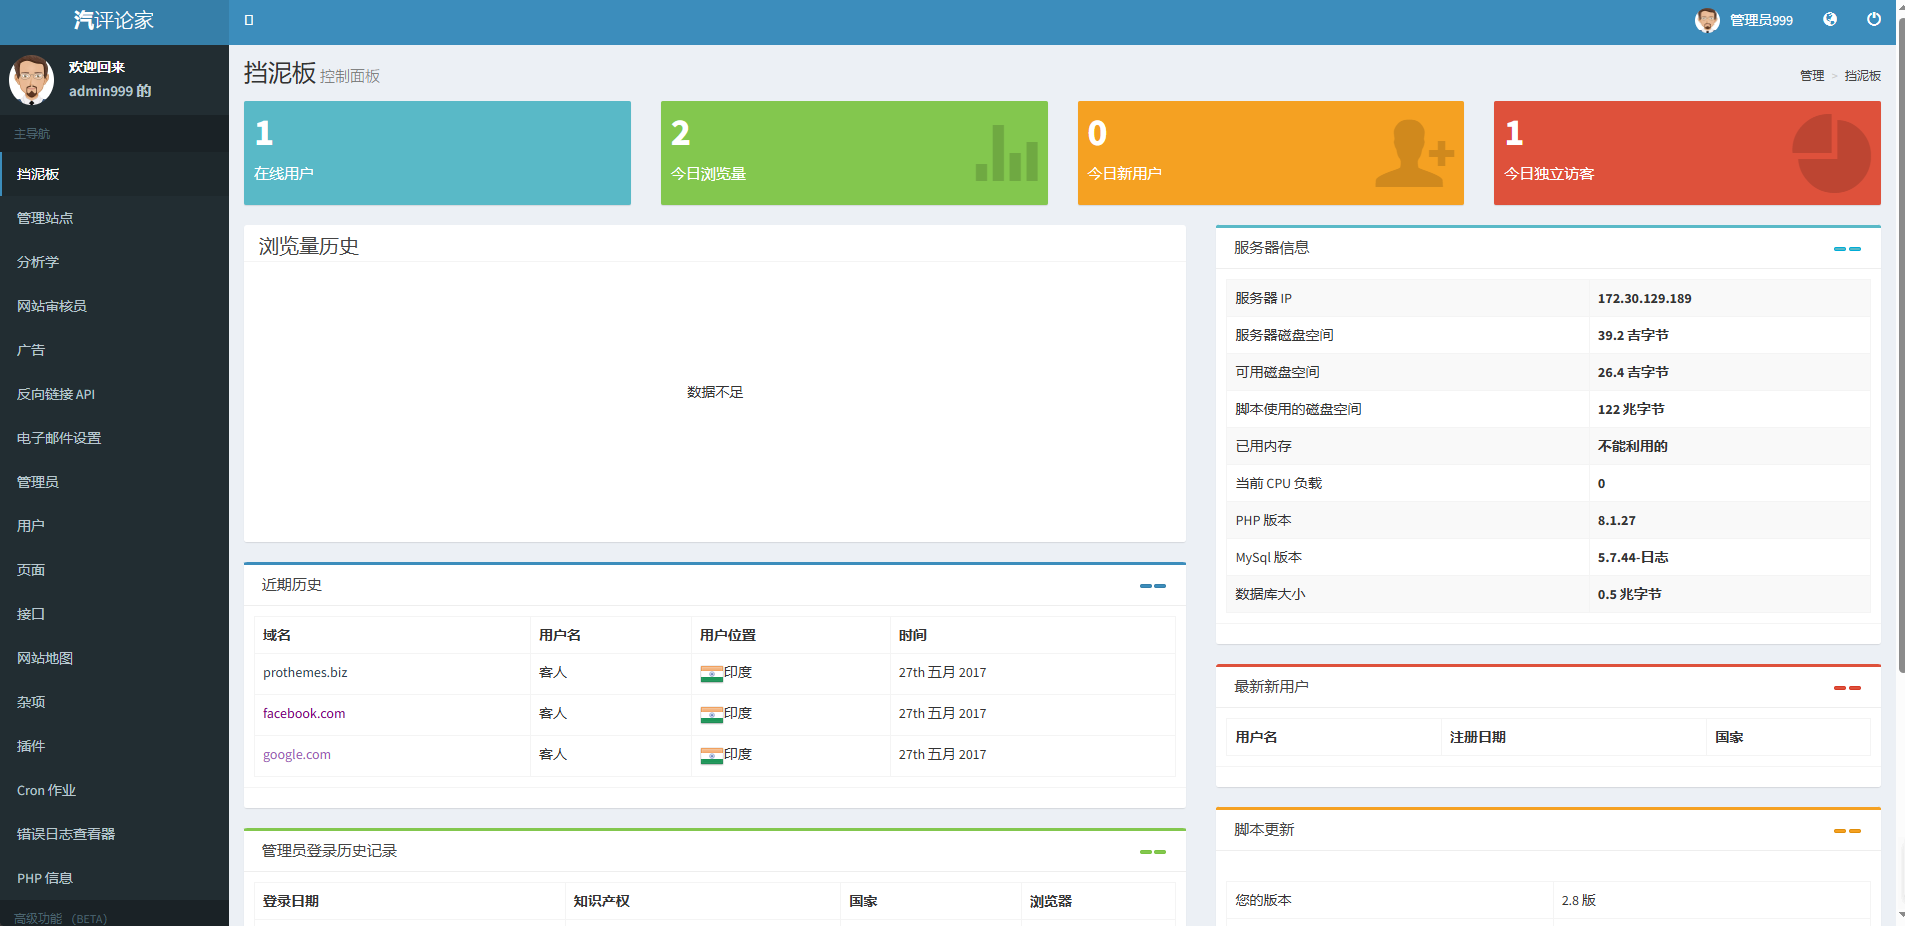 汽评论家
管理员999
欢迎回来
admin999 的
主导航
挡泥板
管理站点
分析学
网站审核员
广告
反向链接 API
电子邮件设置
管理员
用户
页面
接口
网站地图
杂项
插件
Cron 作业
错误日志查看器
PHP 信息
高级功能 （BETA）
挡泥板 控制面板
管理 > 挡泥板
1
在线用户
2
今日浏览量
0
今日新用户
1
今日独立访客
浏览量历史
数据不足
近期历史
域名 用户名 用户位置 时间
prothemes.biz 客人 印度 27th 五月 2017
facebook.com 客人 印度 27th 五月 2017
google.com 客人 印度 27th 五月 2017
管理员登录历史记录
登录日期 知识产权 国家 浏览器
服务器信息
服务器 IP 172.30.129.189
服务器磁盘空间 39.2 吉字节
可用磁盘空间 26.4 吉字节
脚本使用的磁盘空间 122 兆字节
已用内存 不能利用的
当前 CPU 负载 0
PHP 版本 8.1.27
MySql 版本 5.7.44-日志
数据库大小 0.5 兆字节
最新新用户
用户名 注册日期 国家
脚本更新
您的版本 2.8 版